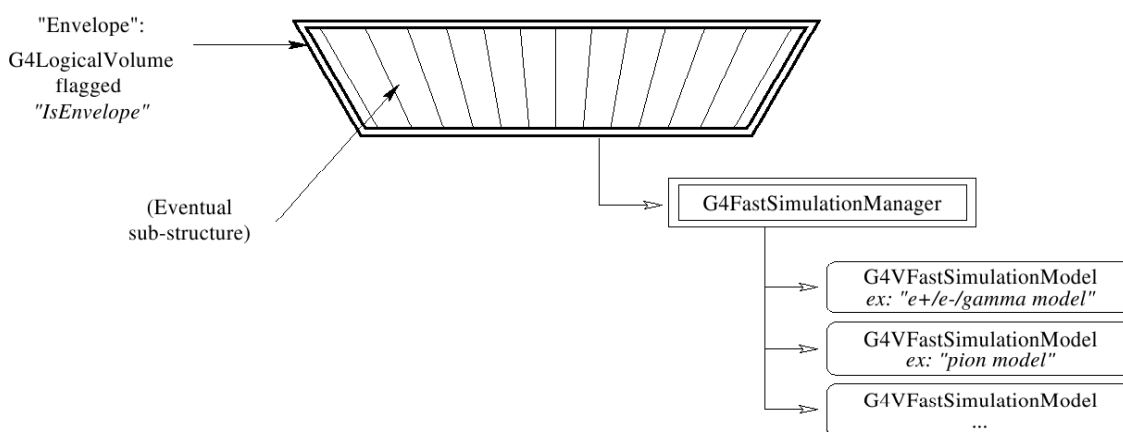 "Envelope":
G4LogicalVolume
flagged
"IsEnvelope"
(Eventual
sub-structure)
G4FastSimulationManager
G4VFastSimulationModel
ex: "e+/e-/gamma model"
G4VFastSimulationModel
ex: "pion model"
G4VFastSimulationModel
...